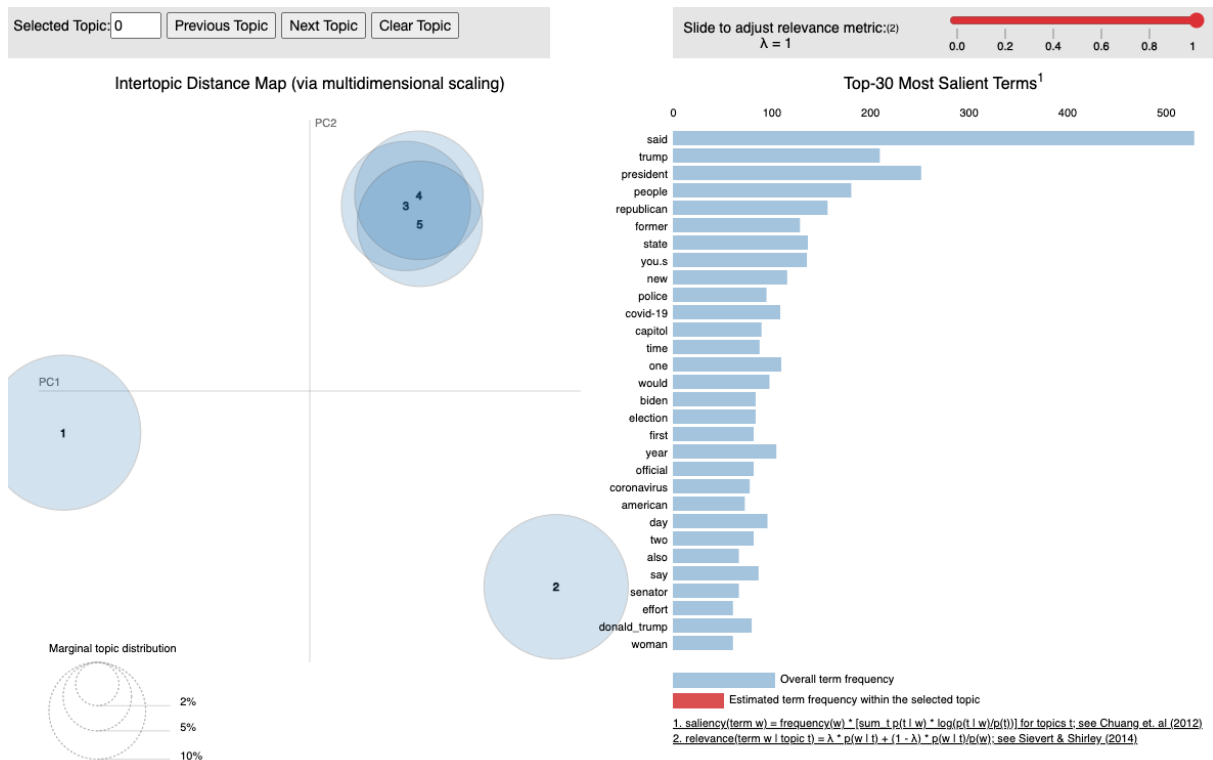 Selected Topic: 0 Previous Topic Next Topic Clear Topic
Slide to adjust relevance metric:(2)
λ = 1
0.0 0.2 0.4 0.6 0.8 1
Intertopic Distance Map (via multidimensional scaling)
PC2
PC1
4
3
5
1
2
Marginal topic distribution
2%
5%
10%
Top-30 Most Salient Terms1
0 100 200 300 400 500
said
trump
president
people
republican
former
state
you.s
new
police
covid-19
capitol
time
one
would
biden
election
first
year
official
coronavirus
american
day
two
also
say
senator
effort
donald_trump
woman
Overall term frequency
Estimated term frequency within the selected topic
1. saliency(term w) = frequency(w) * [sum_t p(t | w) * log(p(t | w)/p(t))] for topics t; see Chuang et. al (2012)
2. relevance(term w | topic t) = λ * p(w | t) + (1 - λ) * p(w | t)/p(w); see Sievert & Shirley (2014)